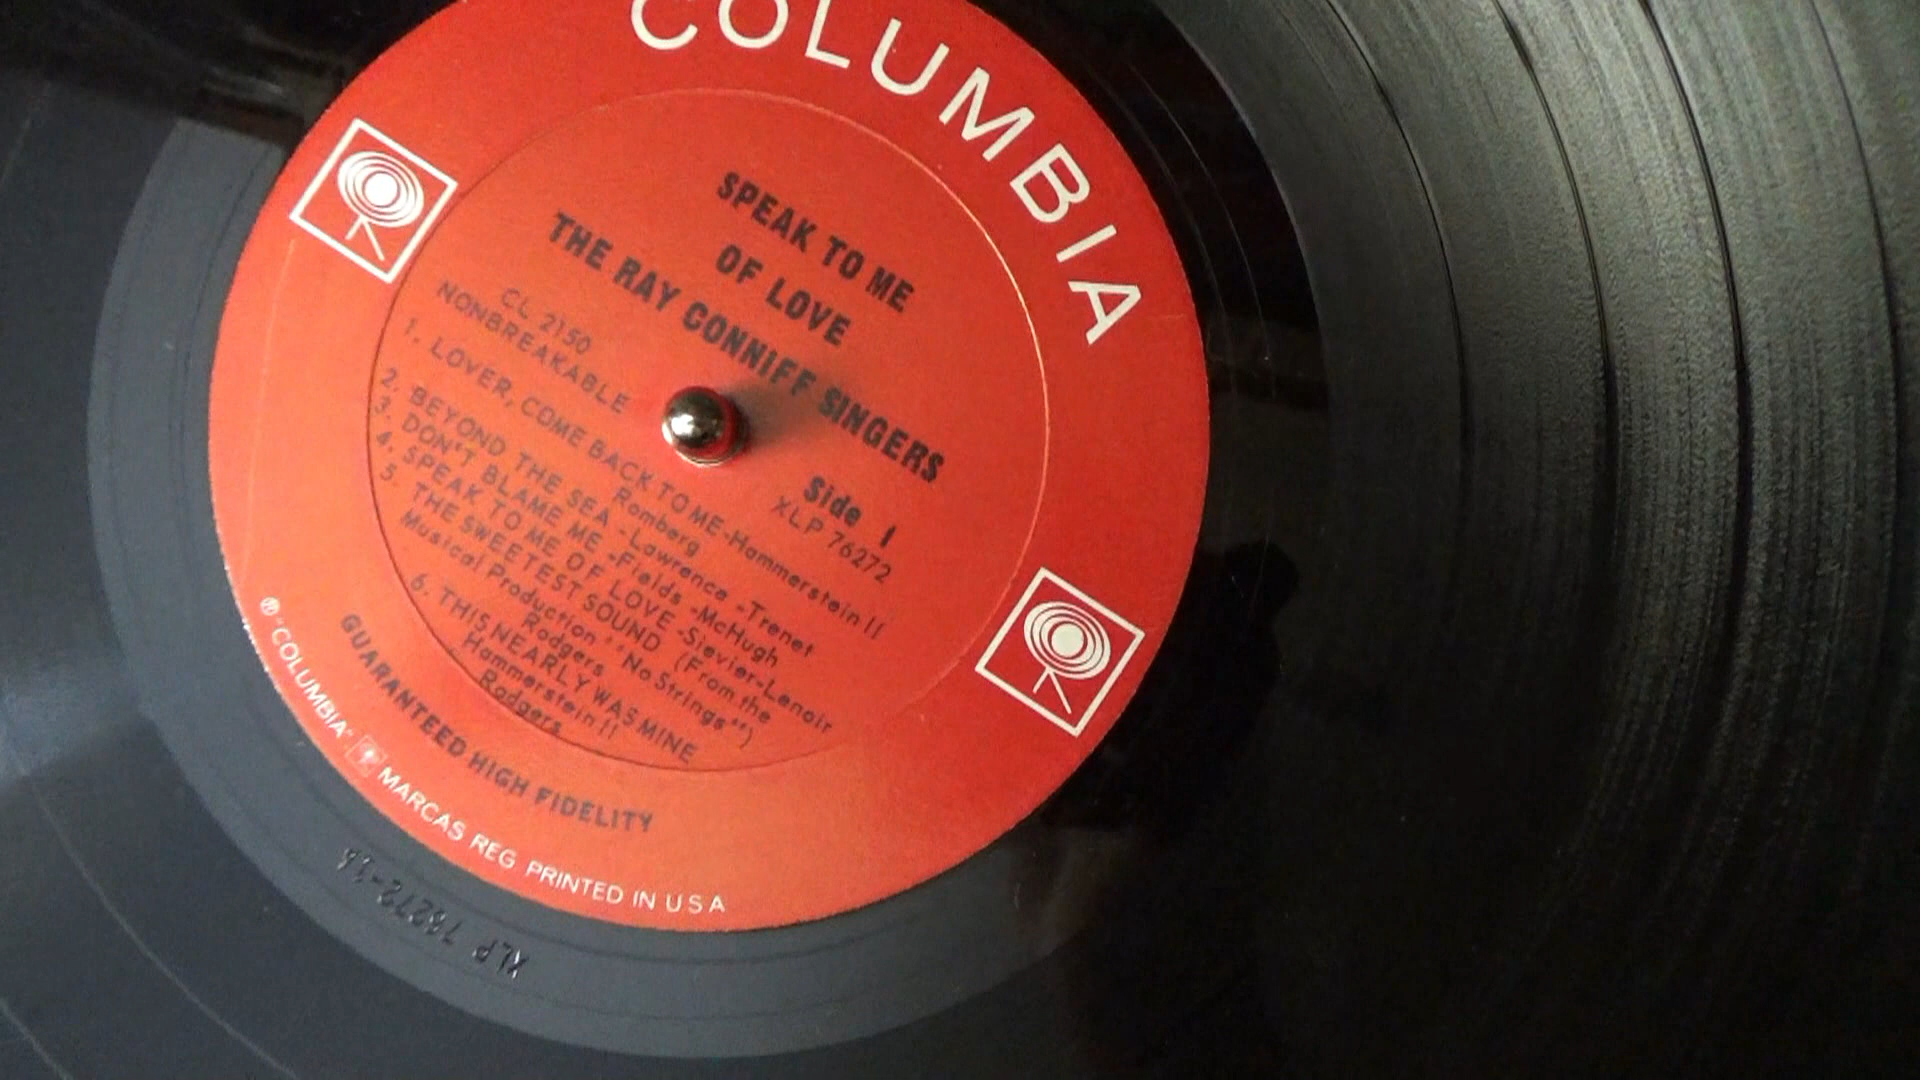 COLUMBIA
SPEAK TO ME
OF LOVE
THE RAY CONNIFF SINGERS
CL 2150
NONBREAKABLE
Side 1
XLP 76272
1. LOVER, COME BACK TO ME -Hammerstein II
Romberg
2. BEYOND THE SEA -Lawrence -Trenet
3. DON'T BLAME ME -Fields -McHugh
4. SPEAK TO ME OF LOVE -Sievier-Lenoir
5. THE SWEETEST SOUND (From the
Musical Production "No Strings")
Rodgers
6. THIS NEARLY WAS MINE
Hammerstein II
Rodgers
GUARANTEED HIGH FIDELITY
® "COLUMBIA", MARCAS REG. PRINTED IN U S A
XLP 76272-1A